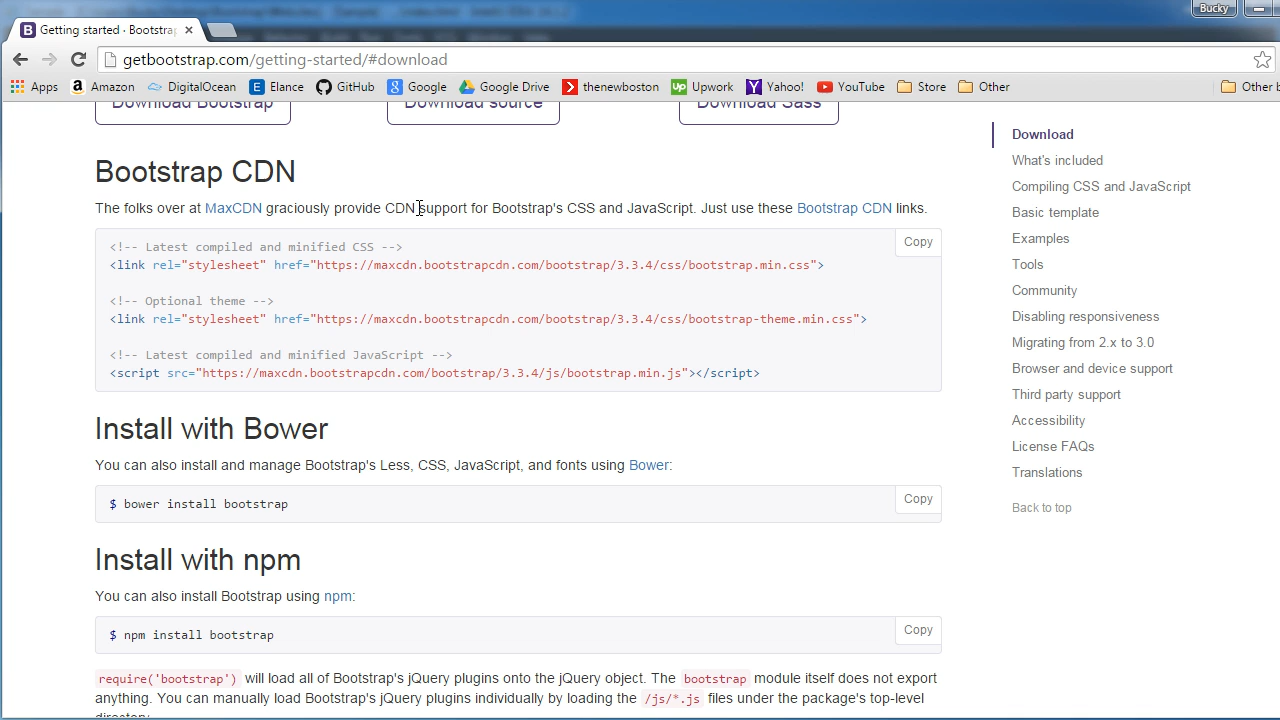 Bucky
Getting started · Bootstrap
getbootstrap.com/getting-started/#download
Apps Amazon DigitalOcean Elance GitHub Google Google Drive thenewboston Upwork Yahoo! YouTube Store Other Other b
Download Bootstrap Download source Download Sass
Bootstrap CDN
The folks over at MaxCDN graciously provide CDN support for Bootstrap's CSS and JavaScript. Just use these Bootstrap CDN links.
Copy
<!-- Latest compiled and minified CSS -->
<link rel="stylesheet" href="https://maxcdn.bootstrapcdn.com/bootstrap/3.3.4/css/bootstrap.min.css">
<!-- Optional theme -->
<link rel="stylesheet" href="https://maxcdn.bootstrapcdn.com/bootstrap/3.3.4/css/bootstrap-theme.min.css">
<!-- Latest compiled and minified JavaScript -->
<script src="https://maxcdn.bootstrapcdn.com/bootstrap/3.3.4/js/bootstrap.min.js"></script>
Install with Bower
You can also install and manage Bootstrap's Less, CSS, JavaScript, and fonts using Bower:
$ bower install bootstrap
Copy
Install with npm
You can also install Bootstrap using npm:
$ npm install bootstrap
Copy
require('bootstrap') will load all of Bootstrap's jQuery plugins onto the jQuery object. The bootstrap module itself does not export
anything. You can manually load Bootstrap's jQuery plugins individually by loading the /js/*.js files under the package's top-level
directory.
Download
What's included
Compiling CSS and JavaScript
Basic template
Examples
Tools
Community
Disabling responsiveness
Migrating from 2.x to 3.0
Browser and device support
Third party support
Accessibility
License FAQs
Translations
Back to top